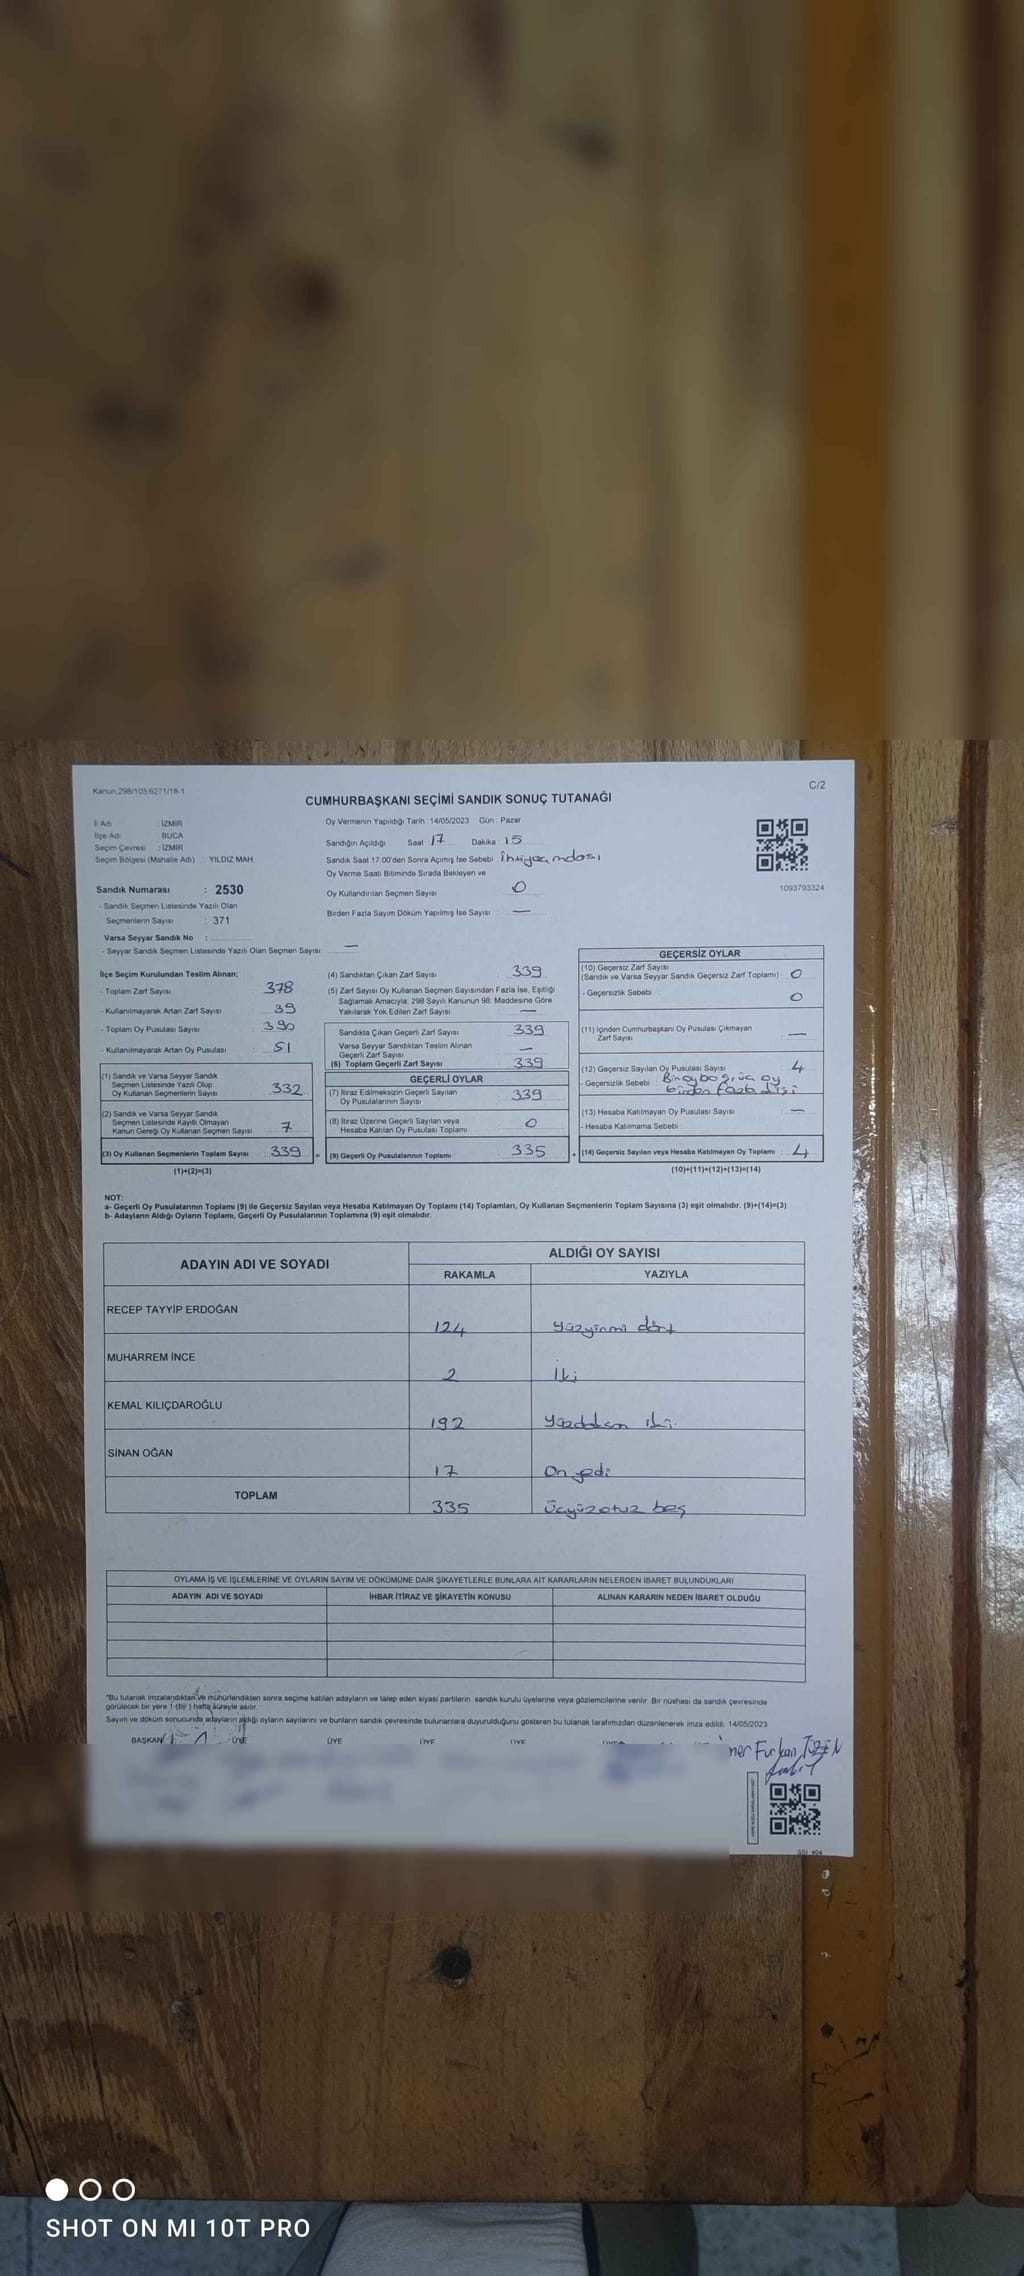 Kanun.298/105,6271/18-1
C/2
CUMHURBAŞKANI SEÇİMİ SANDIK SONUÇ TUTANAĞI
İl Adı İZMİR
İlçe Adı BUCA
Seçim Çevresi : İZMİR
Seçim Bölgesi (Mahalle Adı) : YILDIZ MAH
Oy Vermenin Yapıldığı Tarih : 14/05/2023 Gün : Pazar
Sandığın Açıldığı Saat 17 Dakika 15
Sandık Saat 17.00'den Sonra Açımış İse Sebebi
Oy Verme Saati Bitiminde Sırada Bekleyen ve
Oy Kullandırılan Seçmen Sayısı 0
Birden Fazla Sayım Döküm Yapılmış İse Sayısı —
1093793324
Sandık Numarası : 2530
- Sandık Seçmen Listesinde Yazılı Olan
Seçmenlerin Sayısı : 371
Varsa Seyyar Sandık No :
- Seyyar Sandık Seçmen Listesinde Yazılı Olan Seçmen Sayısı —
İlçe Seçim Kurulundan Teslim Alınan;
- Toplam Zarf Sayısı : 378
- Kullanılmayarak Artan Zarf Sayısı : 39
- Toplam Oy Pusulası Sayısı : 390
- Kullanılmayarak Artan Oy Pusulası : 51
(1) Sandık ve Varsa Seyyar Sandık
Seçmen Listesinde Yazılı Olup
Oy Kullanan Seçmenlerin Sayısı 332
(2) Sandık ve Varsa Seyyar Sandık
Seçmen Listesinde Kayıtlı Olmayan
Kanun Gereği Oy Kullanan Seçmen Sayısı 7
(3) Oy Kullanan Seçmenlerin Toplam Sayısı : 339 =
(1)+(2)=(3)
(4) Sandıktan Çıkan Zarf Sayısı : 339
(5) Zarf Sayısı Oy Kullanan Seçmen Sayısından Fazla İse, Eşitliği
Sağlamak Amacıyla; 298 Sayılı Kanunun 98. Maddesine Göre
Yakılarak Yok Edilen Zarf Sayısı —
Sandıkta Çıkan Geçerli Zarf Sayısı : 339
Varsa Seyyar Sandıktan Teslim Alınan
Geçerli Zarf Sayısı —
(6) Toplam Geçerli Zarf Sayısı 339
GEÇERLİ OYLAR
(7) İtiraz Edilmeksizin Geçerli Sayılan
Oy Pusulalarının Sayısı : 339
(8) İtiraz Üzerine Geçerli Sayılan veya
Hesaba Katılan Oy Pusulası Toplamı : 0
(9) Geçerli Oy Pusulalarının Toplamı : 335 +
GEÇERSİZ OYLAR
(10) Geçersiz Zarf Sayısı
(Sandık ve Varsa Seyyar Sandık Geçersiz Zarf Toplamı) : 0
- Geçersizlik Sebebi : 0
(11) İçinden Cumhurbaşkanı Oy Pusulası Çıkmayan
Zarf Sayısı —
(12) Geçersiz Sayılan Oy Pusulası Sayısı : 4
- Geçersizlik Sebebi :
(13) Hesaba Katılmayan Oy Pusulası Sayısı —
- Hesaba Katılmama Sebebi :
(14) Geçersiz Sayılan veya Hesaba Katılmayan Oy Toplamı : 4
(10)+(11)+(12)+(13)=(14)
NOT:
a- Geçerli Oy Pusulalarının Toplamı (9) ile Geçersiz Sayılan veya Hesaba Katılmayan Oy Toplamı (14) Toplamları, Oy Kullanan Seçmenlerin Toplam Sayısına (3) eşit olmalıdır. (9)+(14)=(3)
b- Adayların Aldığı Oyların Toplamı, Geçerli Oy Pusulalarının Toplamına (9) eşit olmalıdır.
ADAYIN ADI VE SOYADI ALDIĞI OY SAYISI
RAKAMLA YAZIYLA
RECEP TAYYİP ERDOĞAN 124 yüzyirmi dört
MUHARREM İNCE 2 İki
KEMAL KILIÇDAROĞLU 192 yüzdoksan iki
SİNAN OĞAN 17 On yedi
TOPLAM 335 Üçyüzotuz beş
OYLAMA İŞ VE İŞLEMLERİNE VE OYLARIN SAYIM VE DÖKÜMÜNE DAİR ŞİKAYETLERLE BUNLARA AİT KARARLARIN NELERDEN İBARET BULUNDUKLARI
ADAYIN ADI VE SOYADI İHBAR İTİRAZ VE ŞİKAYETİN KONUSU ALINAN KARARIN NEDEN İBARET OLDUĞU
*Bu tutanak imzalandıktan ve mühürlendikten sonra seçime katılan adayların ve talep eden siyasi partilerin sandık kurulu üyelerine veya gözlemcilerine verilir. Bir nüshası da sandık çevresinde
görülecek bir yere 1 (bir) hafta süreyle asılır.
Sayım ve döküm sonucunda adayların aldığı oyların sayılarını ve bunların sandık çevresinde bulunanlara duyurulduğunu gösteren bu tutanak tarafımızdan düzenlenerek imza edildi. 14/05/2023
BAŞKAN ÜYE ÜYE ÜYE ÜYE
Furkan TÜZEN
SHOT ON MI 10T PRO